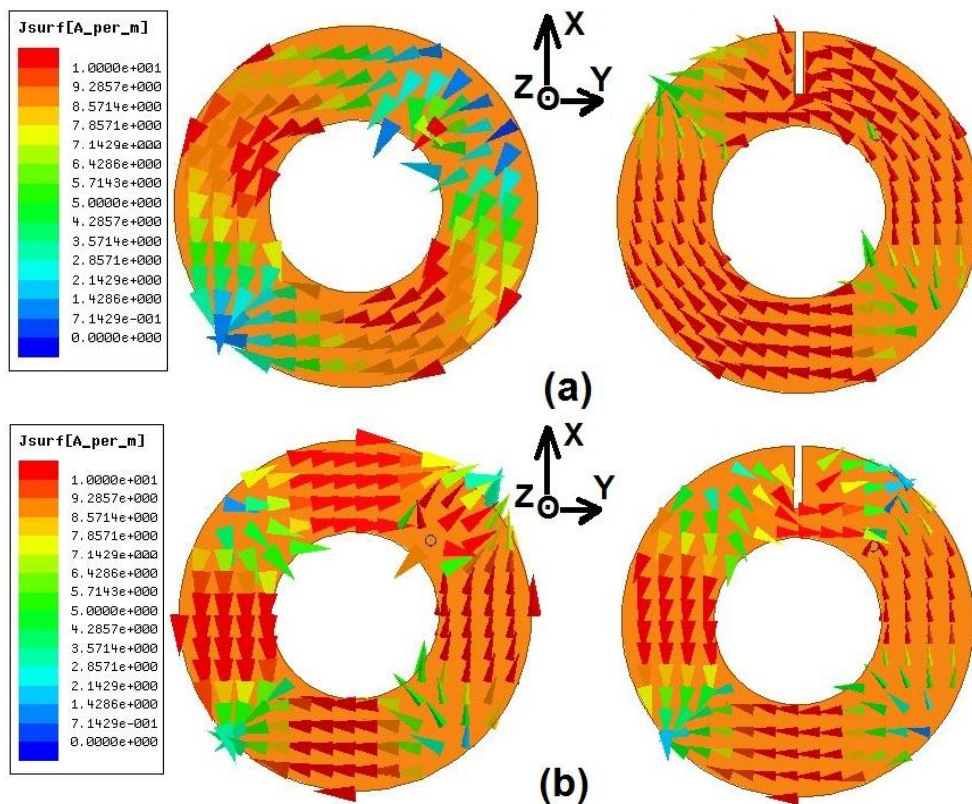 Jsurf[A_per_m]
1.0000e+001
9.2857e+000
8.5714e+000
7.8571e+000
7.1429e+000
6.4286e+000
5.7143e+000
5.0000e+000
4.2857e+000
3.5714e+000
2.8571e+000
2.1429e+000
1.4286e+000
7.1429e-001
0.0000e+000
X
Z
Y
(a)
Jsurf[A_per_m]
1.0000e+001
9.2857e+000
8.5714e+000
7.8571e+000
7.1429e+000
6.4286e+000
5.7143e+000
5.0000e+000
4.2857e+000
3.5714e+000
2.8571e+000
2.1429e+000
1.4286e+000
7.1429e-001
0.0000e+000
X
Z
Y
(b)